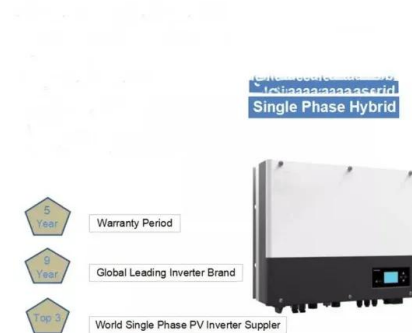 Single Phase Hybrid
5
Year
Warranty Period
9
Year
Global Leading Inverter Brand
Top 3
World Single Phase PV Inverter Suppler